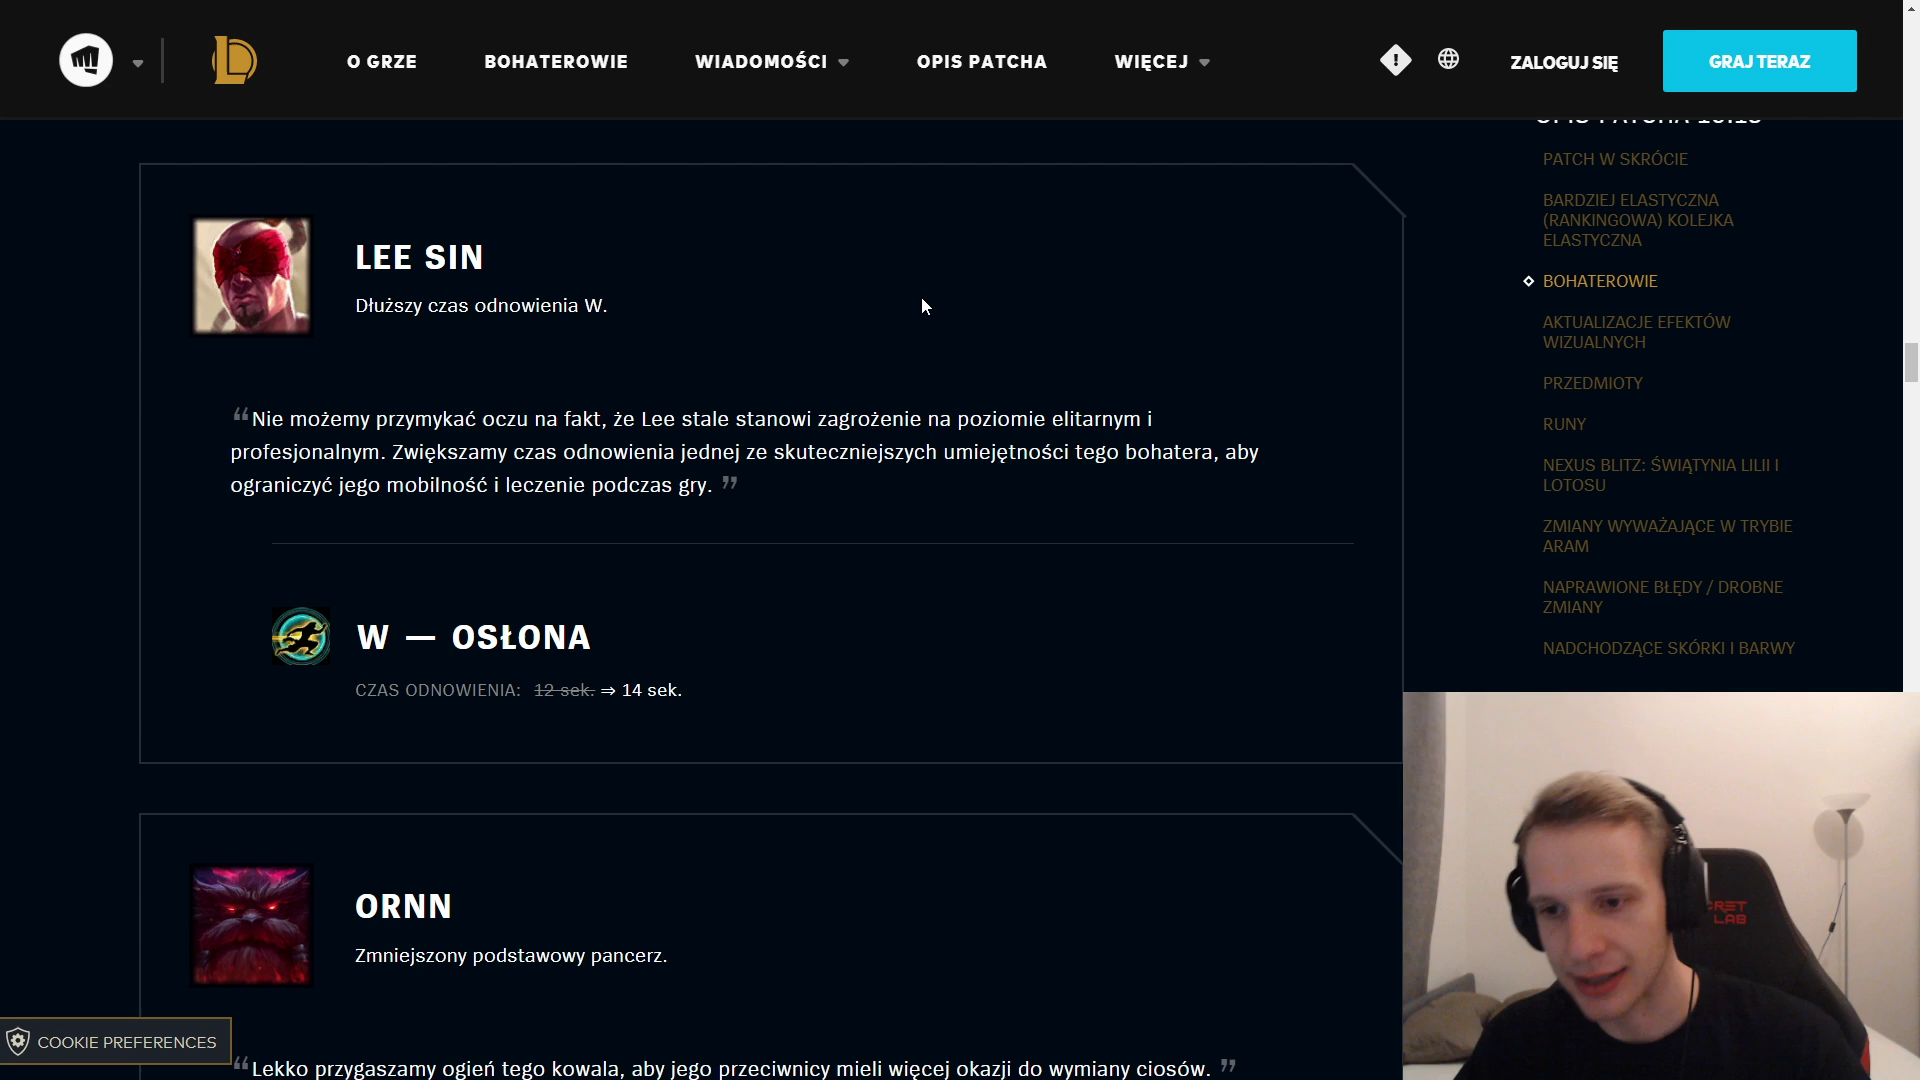 O GRZE
BOHATEROWIE
WIADOMOŚCI
OPIS PATCHA
WIĘCEJ
ZALOGUJ SIĘ
GRAJ TERAZ
PATCH W SKRÓCIE
BARDZIEJ ELASTYCZNA
(RANKINGOWA) KOLEJKA
ELASTYCZNA
BOHATEROWIE
AKTUALIZACJE EFEKTÓW
WIZUALNYCH
PRZEDMIOTY
RUNY
NEXUS BLITZ: ŚWIĄTYNIA LILII I
LOTOSU
ZMIANY WYWAŻAJĄCE W TRYBIE
ARAM
NAPRAWIONE BŁĘDY / DROBNE
ZMIANY
NADCHODZĄCE SKÓRKI I BARWY
LEE SIN
Dłuższy czas odnowienia W.
“Nie możemy przymykać oczu na fakt, że Lee stale stanowi zagrożenie na poziomie elitarnym i
profesjonalnym. Zwiększamy czas odnowienia jednej ze skuteczniejszych umiejętności tego bohatera, aby
ograniczyć jego mobilność i leczenie podczas gry. ”
W — OSŁONA
CZAS ODNOWIENIA: 12 sek. ⇒ 14 sek.
ORNN
Zmniejszony podstawowy pancerz.
“Lekko przygaszamy ogień tego kowala, aby jego przeciwnicy mieli więcej okazji do wymiany ciosów. ”
COOKIE PREFERENCES
LAB